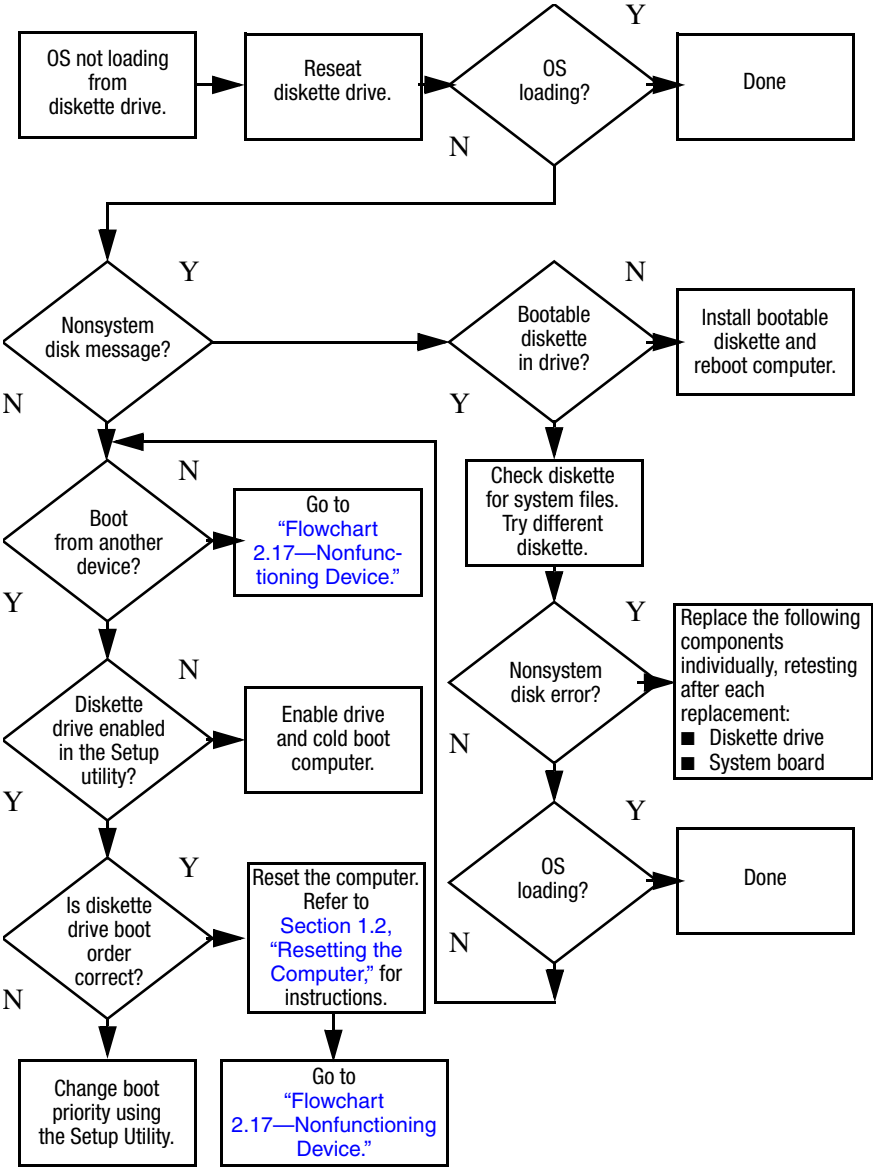 OS not loading
from
diskette drive.
Reseat
diskette drive.
OS
loading?
Y
N
Done
Nonsystem
disk message?
Y
N
Bootable
diskette
in drive?
N
Y
Install bootable
diskette and
reboot computer.
Boot
from another
device?
N
Y
Go to
“Flowchart
2.17—Nonfunc-
tioning Device.”
Check diskette
for system files.
Try different
diskette.
Nonsystem
disk error?
Y
N
Replace the following
components
individually, retesting
after each
replacement:
■ Diskette drive
■ System board
Diskette
drive enabled
in the Setup
utility?
N
Y
Enable drive
and cold boot
computer.
OS
loading?
Y
N
Done
Is diskette
drive boot
order
correct?
Y
N
Reset the computer.
Refer to
Section 1.2,
“Resetting the
Computer,” for
instructions.
Change boot
priority using
the Setup Utility.
Go to
“Flowchart
2.17—Nonfunctioning
Device.”